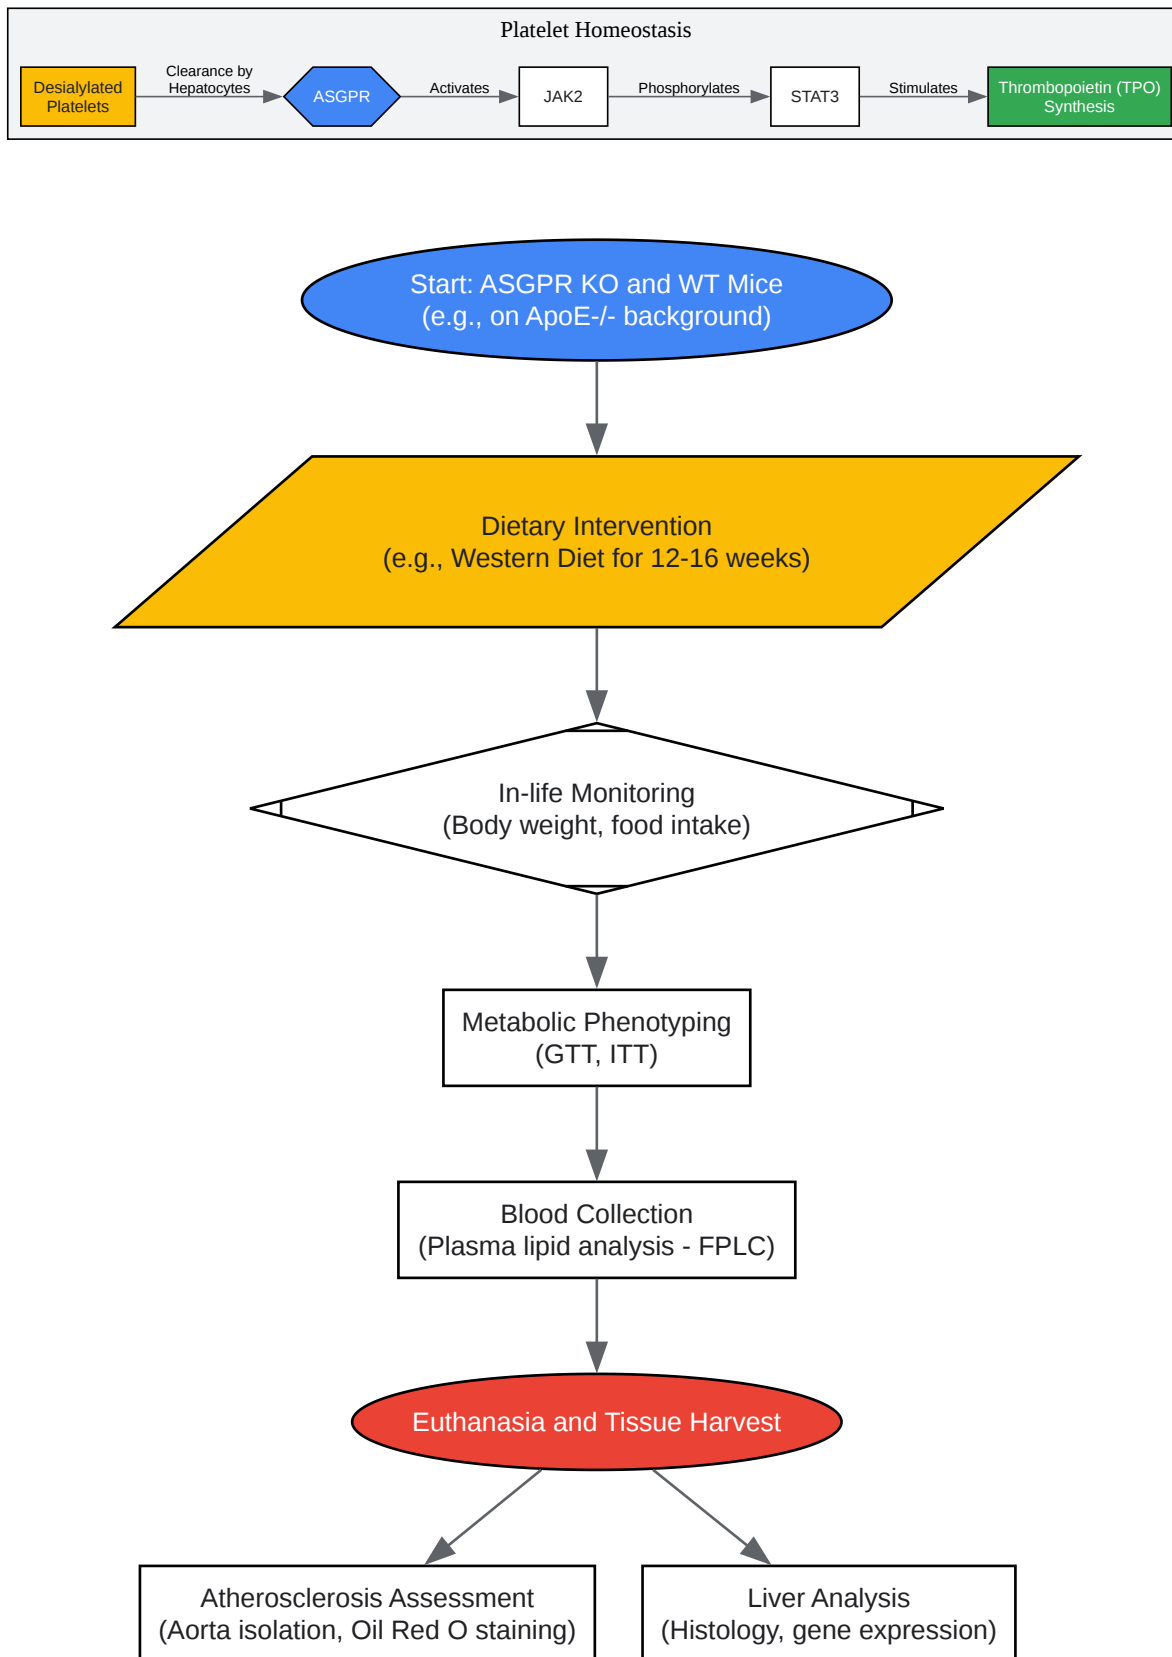 Platelet Homeostasis
Desialylated
Platelets
Clearance by
Hepatocytes
ASGPR
Activates
JAK2
Phosphorylates
STAT3
Stimulates
Thrombopoietin (TPO)
Synthesis
Start: ASGPR KO and WT Mice
(e.g., on ApoE-/- background)
Dietary Intervention
(e.g., Western Diet for 12-16 weeks)
In-life Monitoring
(Body weight, food intake)
Metabolic Phenotyping
(GTT, ITT)
Blood Collection
(Plasma lipid analysis - FPLC)
Euthanasia and Tissue Harvest
Atherosclerosis Assessment
(Aorta isolation, Oil Red O staining)
Liver Analysis
(Histology, gene expression)